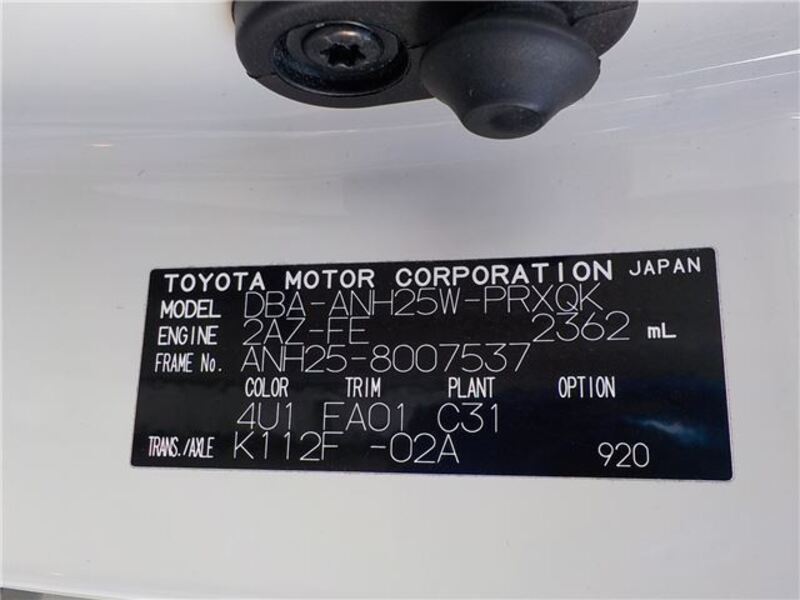 TOYOTA MOTOR CORPORATION JAPAN
MODEL DBA-ANH25W-PRXQK
ENGINE 2AZ-FE 2362 mL
FRAME No. ANH25-8007537
COLOR TRIM PLANT OPTION
4U1 FA01 C31
TRANS./AXLE K112F -02A 920